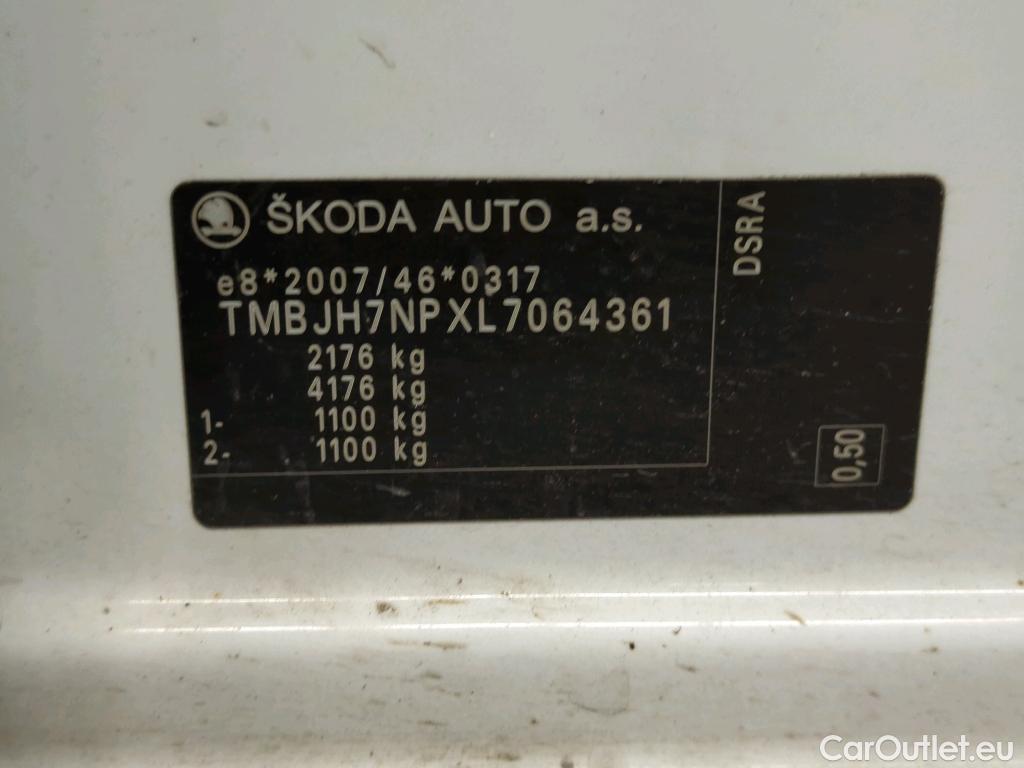 ŠKODA AUTO a.s.
e8*2007/46*0317
TMBJH7NPXL7064361
2176 kg
4176 kg
1- 1100 kg
2- 1100 kg
DSRA
0,50
CarOutlet.eu